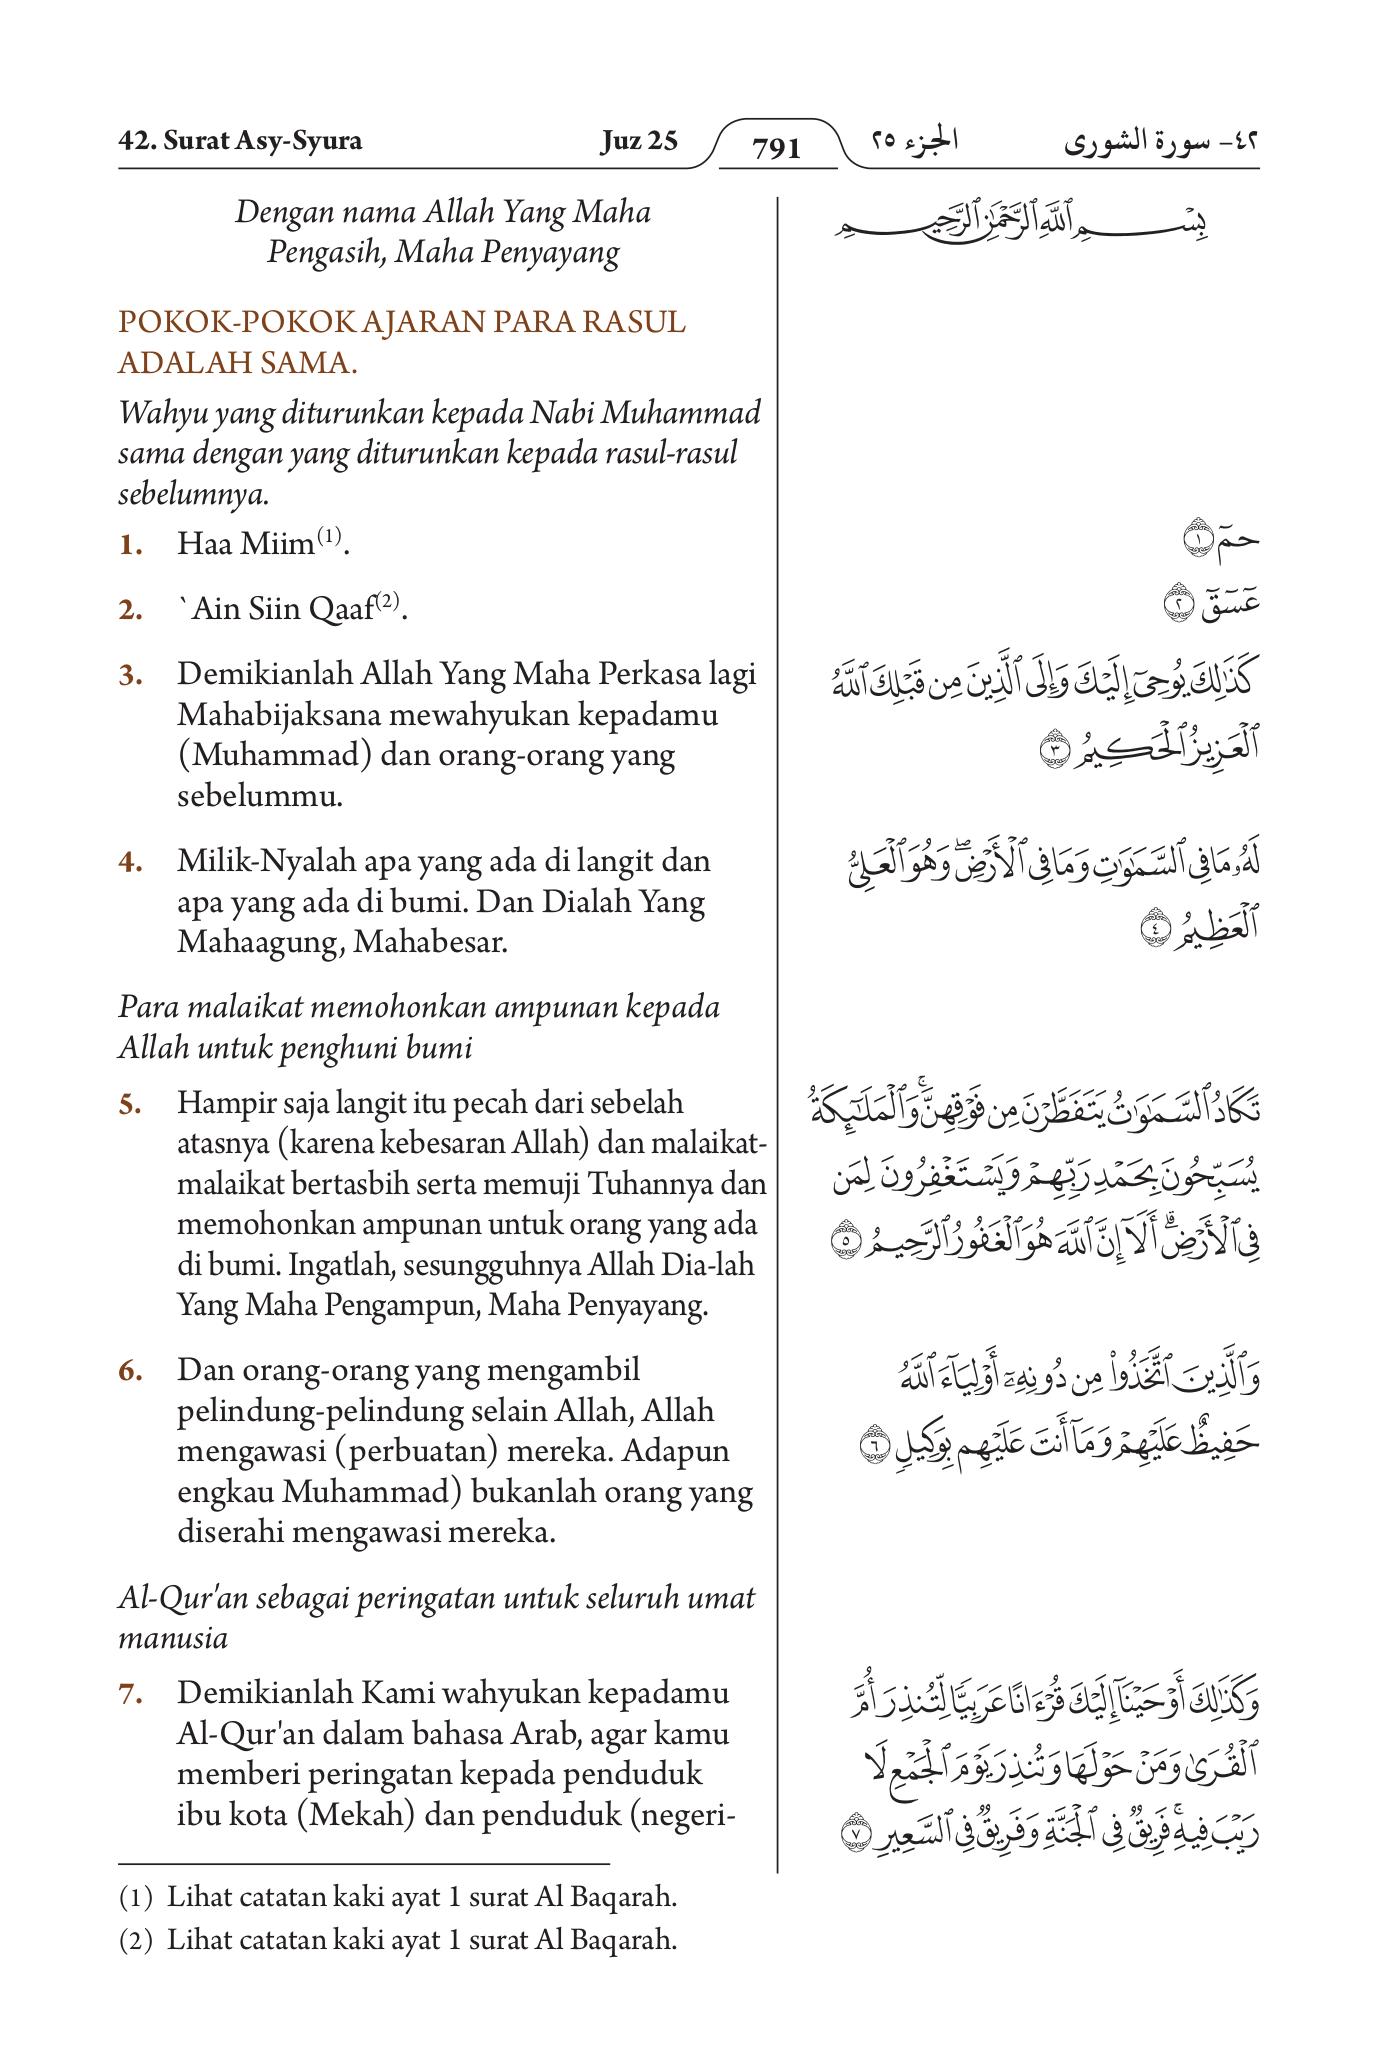 42. Surat Asy-Syura
Juz 25
791
الجزء ٢٥
٤٢- سورة الشورى
Dengan nama Allah Yang Maha
Pengasih, Maha Penyayang
POKOK-POKOK AJARAN PARA RASUL
ADALAH SAMA.
Wahyu yang diturunkan kepada Nabi Muhammad
sama dengan yang diturunkan kepada rasul-rasul
sebelumnya.
1. Haa Miim(1).
2. `Ain Siin Qaaf(2).
3. Demikianlah Allah Yang Maha Perkasa lagi
Mahabijaksana mewahyukan kepadamu
(Muhammad) dan orang-orang yang
sebelummu.
4. Milik-Nyalah apa yang ada di langit dan
apa yang ada di bumi. Dan Dialah Yang
Mahaagung, Mahabesar.
Para malaikat memohonkan ampunan kepada
Allah untuk penghuni bumi
5. Hampir saja langit itu pecah dari sebelah
atasnya (karena kebesaran Allah) dan malaikat-
malaikat bertasbih serta memuji Tuhannya dan
memohonkan ampunan untuk orang yang ada
di bumi. Ingatlah, sesungguhnya Allah Dia-lah
Yang Maha Pengampun, Maha Penyayang.
6. Dan orang-orang yang mengambil
pelindung-pelindung selain Allah, Allah
mengawasi (perbuatan) mereka. Adapun
engkau Muhammad) bukanlah orang yang
diserahi mengawasi mereka.
Al-Qur'an sebagai peringatan untuk seluruh umat
manusia
7. Demikianlah Kami wahyukan kepadamu
Al-Qur'an dalam bahasa Arab, agar kamu
memberi peringatan kepada penduduk
ibu kota (Mekah) dan penduduk (negeri-
(1) Lihat catatan kaki ayat 1 surat Al Baqarah.
(2) Lihat catatan kaki ayat 1 surat Al Baqarah.
بِسْمِ ٱللَّهِ ٱلرَّحْمَٰنِ ٱلرَّحِيمِ
حمٓ ١
عٓسٓقٓ ٢
كَذَٰلِكَ يُوحِىٓ إِلَيْكَ وَإِلَى ٱلَّذِينَ مِن قَبْلِكَ ٱللَّهُ
ٱلْعَزِيزُ ٱلْحَكِيمُ ٣
لَهُۥ مَا فِى ٱلسَّمَٰوَٰتِ وَمَا فِى ٱلْأَرْضِۖ وَهُوَ ٱلْعَلِىُّ
ٱلْعَظِيمُ ٤
تَكَادُ ٱلسَّمَٰوَٰتُ يَتَفَطَّرْنَ مِن فَوْقِهِنَّۚ وَٱلْمَلَٰٓئِكَةُ
يُسَبِّحُونَ بِحَمْدِ رَبِّهِمْ وَيَسْتَغْفِرُونَ لِمَن
فِى ٱلْأَرْضِۗ أَلَآ إِنَّ ٱللَّهَ هُوَ ٱلْغَفُورُ ٱلرَّحِيمُ ٥
وَٱلَّذِينَ ٱتَّخَذُوا۟ مِن دُونِهِۦٓ أَوْلِيَآءَ ٱللَّهُ
حَفِيظٌ عَلَيْهِمْ وَمَآ أَنتَ عَلَيْهِم بِوَكِيلٍ ٦
وَكَذَٰلِكَ أَوْحَيْنَآ إِلَيْكَ قُرْءَانًا عَرَبِيًّا لِّتُنذِرَ أُمَّ
ٱلْقُرَىٰ وَمَنْ حَوْلَهَا وَتُنذِرَ يَوْمَ ٱلْجَمْعِ لَا
رَيْبَ فِيهِۚ فَرِيقٌ فِى ٱلْجَنَّةِ وَفَرِيقٌ فِى ٱلسَّعِيرِ ٧